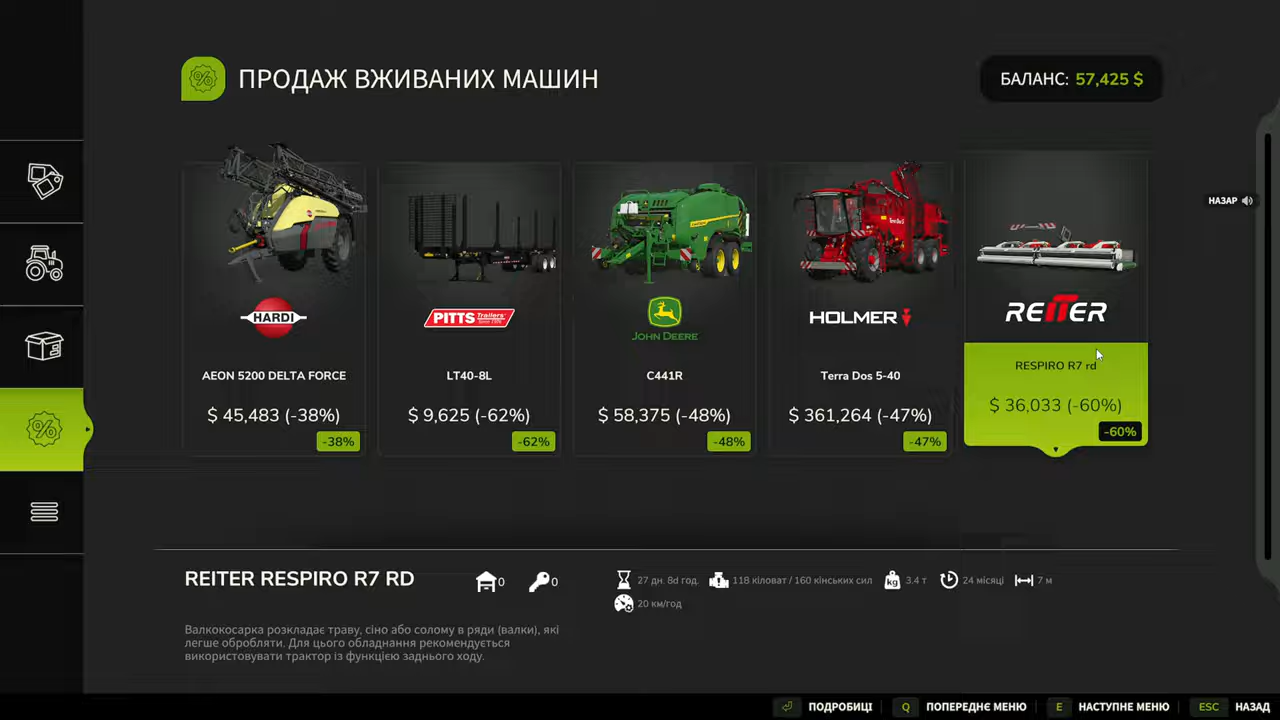 ПРОДАЖ ВЖИВАНИХ МАШИН
БАЛАНС: 57,425 $
НАЗАР
HARDI
PITTS Trailers
JOHN DEERE
HOLMER
REITER
AEON 5200 DELTA FORCE
LT40-8L
C441R
Terra Dos 5-40
RESPIRO R7 rd
$ 45,483 (-38%)
$ 9,625 (-62%)
$ 58,375 (-48%)
$ 361,264 (-47%)
$ 36,033 (-60%)
-38%
-62%
-48%
-47%
-60%
REITER RESPIRO R7 RD
0
0
27 дн. 8d год.
118 кіловат / 160 кінських сил
kg
3.4 т
24 місяці
7 м
20 км/год
Валкокосарка розкладає траву, сіно або солому в ряди (валки), які
легше обробляти. Для цього обладнання рекомендується
використовувати трактор із функцією заднього ходу.
ПОДРОБИЦІ
Q ПОПЕРЕДНЄ МЕНЮ
E НАСТУПНЕ МЕНЮ
ESC НАЗАД